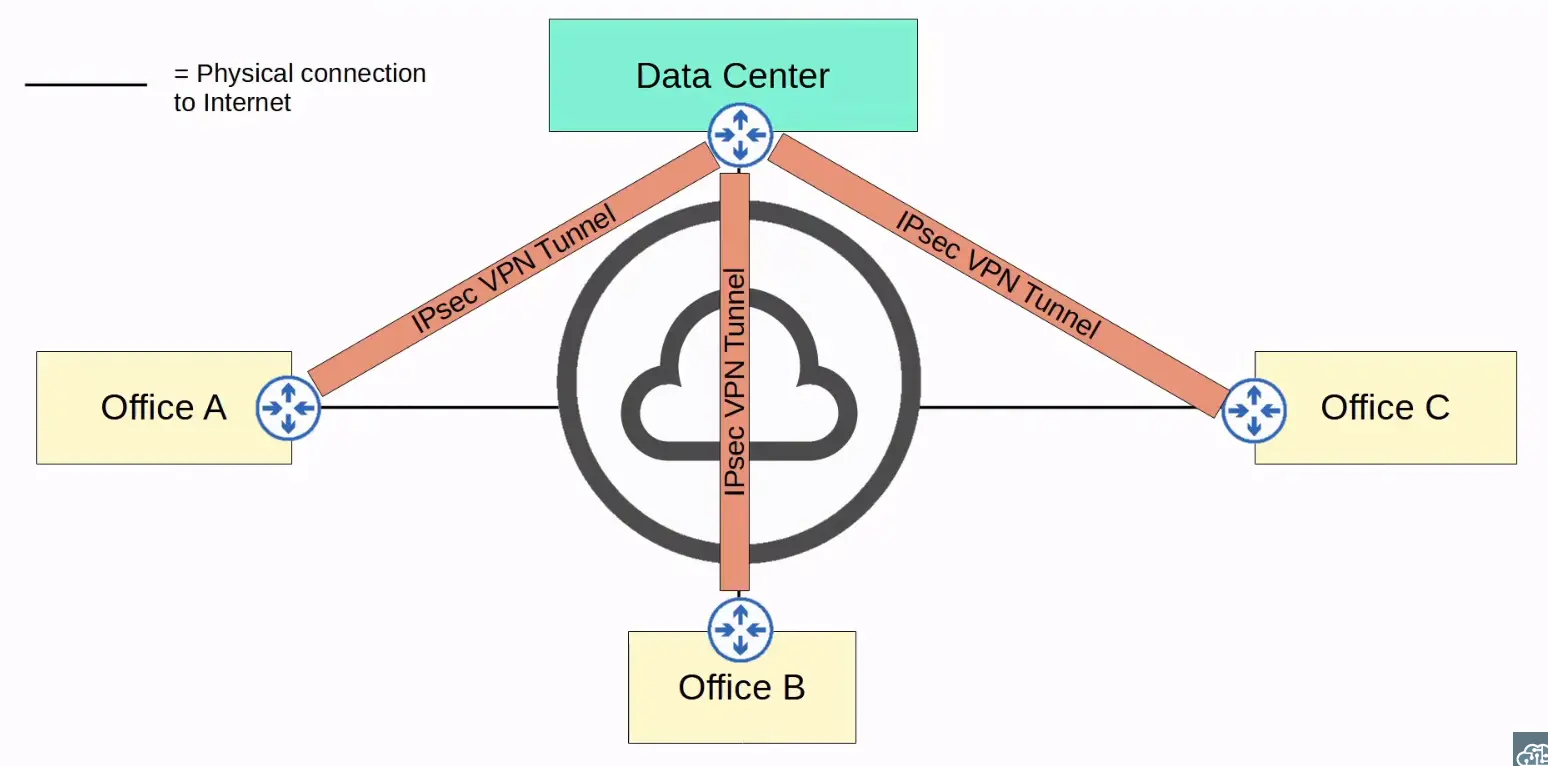 = Physical connection
to Internet
Data Center
IPsec VPN Tunnel
IPsec VPN Tunnel
IPsec VPN Tunnel
Office A
Office C
Office B